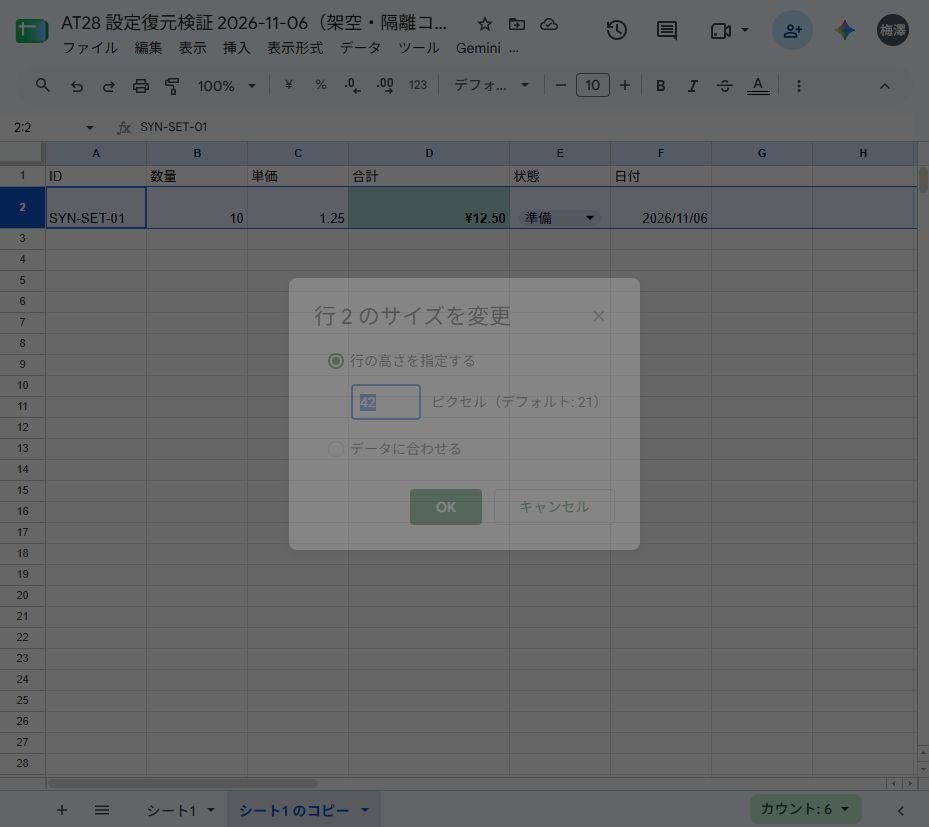 AT28 設定復元検証 2026-11-06（架空・隔離コ...
梅澤
ファイル 編集 表示 挿入 表示形式 データ ツール Gemini ...
100% ¥ % .0 .00 123 デフォ... 10 B I S A
2:2 fx SYN-SET-01
A B C D E F G H
1 ID 数量 単価 合計 状態 日付
2 SYN-SET-01 10 1.25 ¥12.50 準備 2026/11/06
3
4
5
行 2 のサイズを変更
6
7
8
行の高さを指定する
9
10
42 ピクセル（デフォルト: 21）
11
12
データに合わせる
13
14
15
OK キャンセル
16
17
18
19
20
21
22
23
24
25
26
27
28
シート1 シート1 のコピー カウント: 6